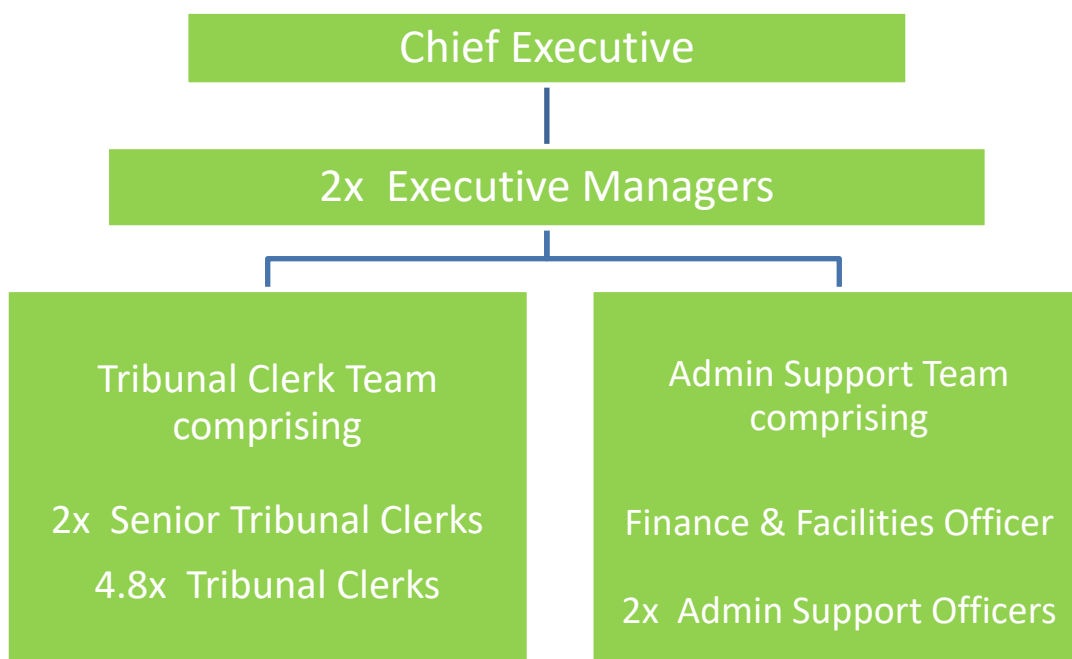 Chief Executive
2x Executive Managers
Tribunal Clerk Team
comprising
2x Senior Tribunal Clerks
4.8x Tribunal Clerks
Admin Support Team
comprising
Finance & Facilities Officer
2x Admin Support Officers